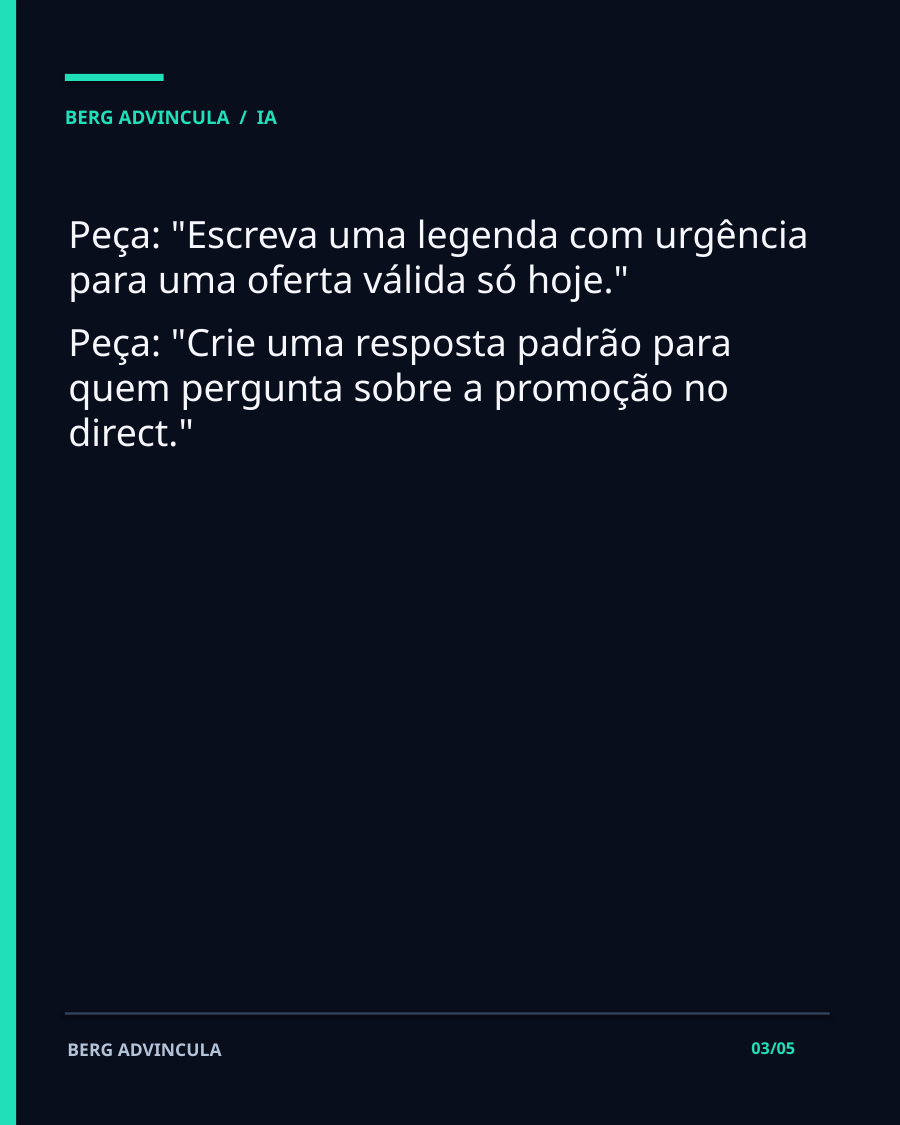 BERG ADVINCULA / IA
Peça: "Escreva uma legenda com urgência
para uma oferta válida só hoje."
Peça: "Crie uma resposta padrão para
quem pergunta sobre a promoção no
direct."
BERG ADVINCULA
03/05